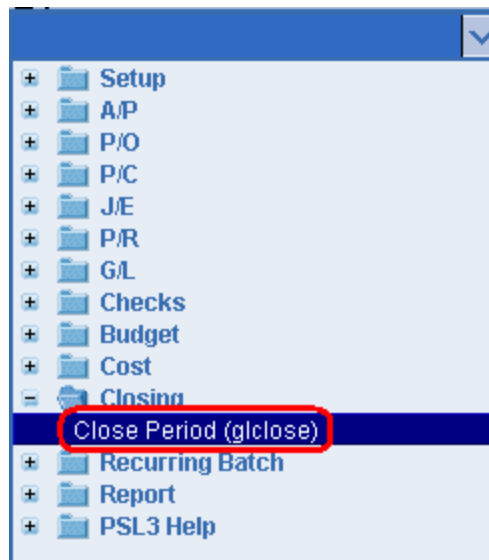 Setup
A/P
P/O
P/C
J/E
P/R
G/L
Checks
Budget
Cost
Closing
Close Period (glclose)
Recurring Batch
Report
PSL3 Help